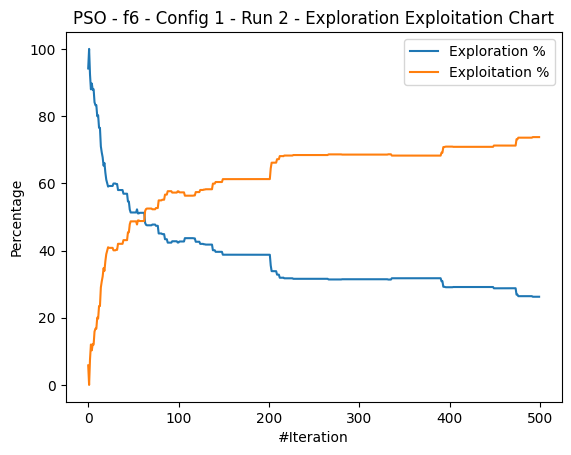 PSO - f6 - Config 1 - Run 2 - Exploration Exploitation Chart
Exploration %
Exploitation %
Percentage
100
80
60
40
20
0
0 100 200 300 400 500
#Iteration